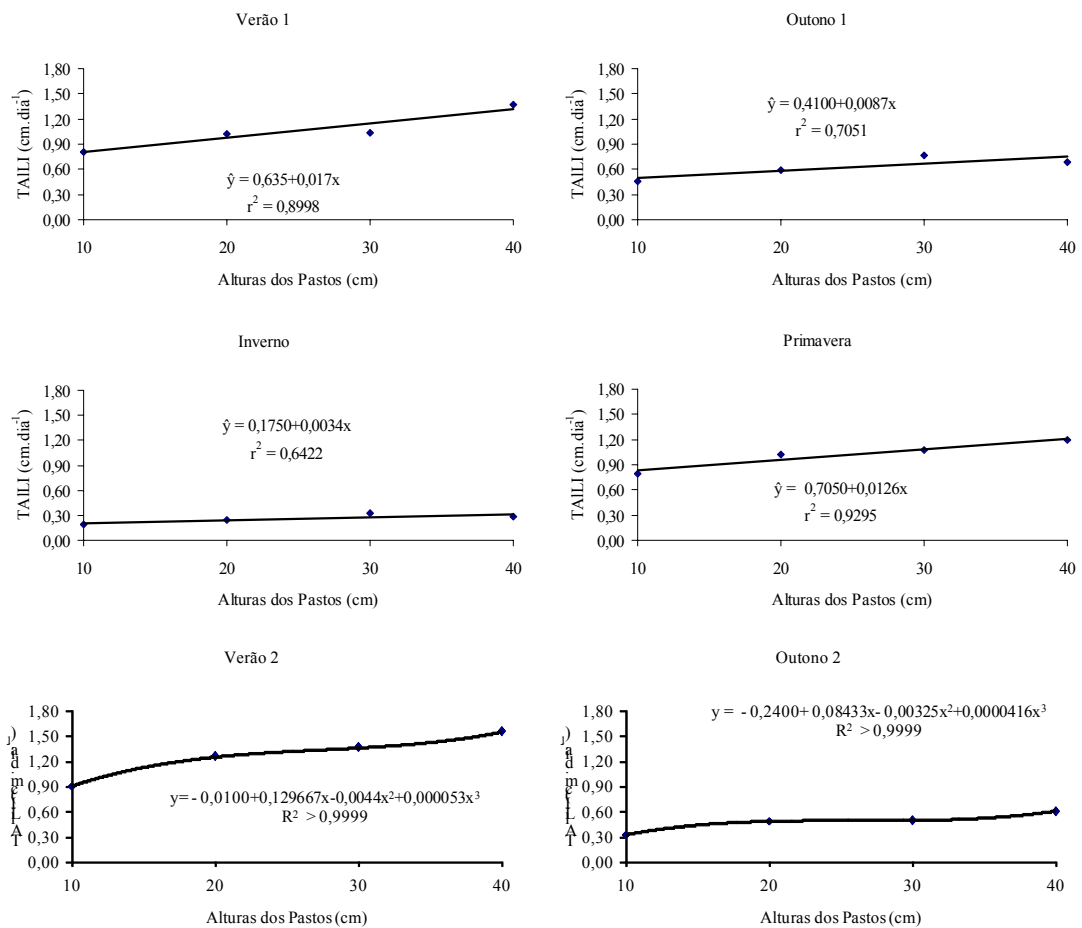 Verão 1
1,80
1,50
1,20
0,90
0,60
0,30
0,00
TAlLI (cm.dia⁻¹)
ŷ = 0,635+0,017x
r² = 0,8998
10 20 30 40
Alturas dos Pastos (cm)
Outono 1
1,80
1,50
1,20
0,90
0,60
0,30
0,00
TAlLI (cm.dia⁻¹)
ŷ = 0,4100+0,0087x
r² = 0,7051
10 20 30 40
Alturas dos Pastos (cm)
Inverno
1,80
1,50
1,20
0,90
0,60
0,30
0,00
TAlLI (cm.dia⁻¹)
ŷ = 0,1750+0,0034x
r² = 0,6422
10 20 30 40
Alturas dos Pastos (cm)
Primavera
1,80
1,50
1,20
0,90
0,60
0,30
0,00
TAlLI (cm.dia⁻¹)
ŷ = 0,7050+0,0126x
r² = 0,9295
10 20 30 40
Alturas dos Pastos (cm)
Verão 2
1,80
1,50
1,20
0,90
0,60
0,30
0,00
y= - 0,0100+0,129667x-0,0044x²+0,000053x³
R² >0,9999
10 20 30 40
Alturas dos Pastos (cm)
Outono 2
1,80
1,50
1,20
0,90
0,60
0,30
0,00
y = - 0,2400+ 0,08433x- 0,00325x²+0,0000416x³
R² >0,9999
10 20 30 40
Alturas dos Pastos (cm)